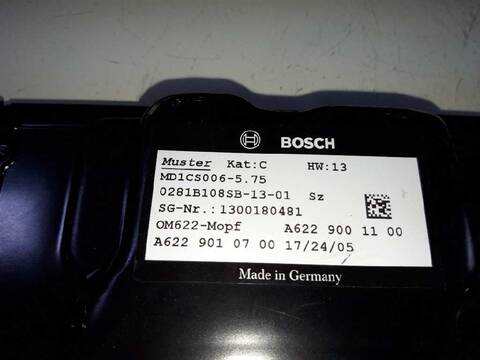 BOSCH
Muster Kat:C HW:13
MD1CS006-5.75
0281B108SB-13-01 Sz
SG-Nr.:1300180481
OM622-Mopf A622 900 11 00
A622 901 07 00 17/24/05
Made in Germany